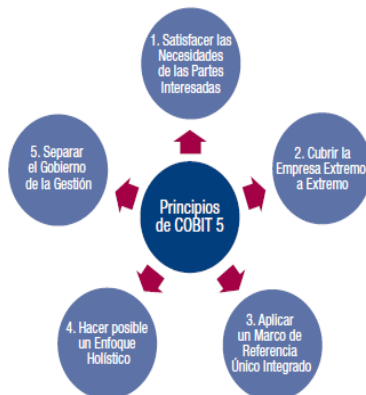 1. Satisfacer las
Necesidades
de las Partes
Interesadas
5. Separar
el Gobierno
de la Gestión
2. Cubrir la
Empresa Extremo
a Extremo
Principios
de COBIT 5
4. Hacer posible
un Enfoque
Holístico
3. Aplicar
un Marco de
Referencia
Único Integrado